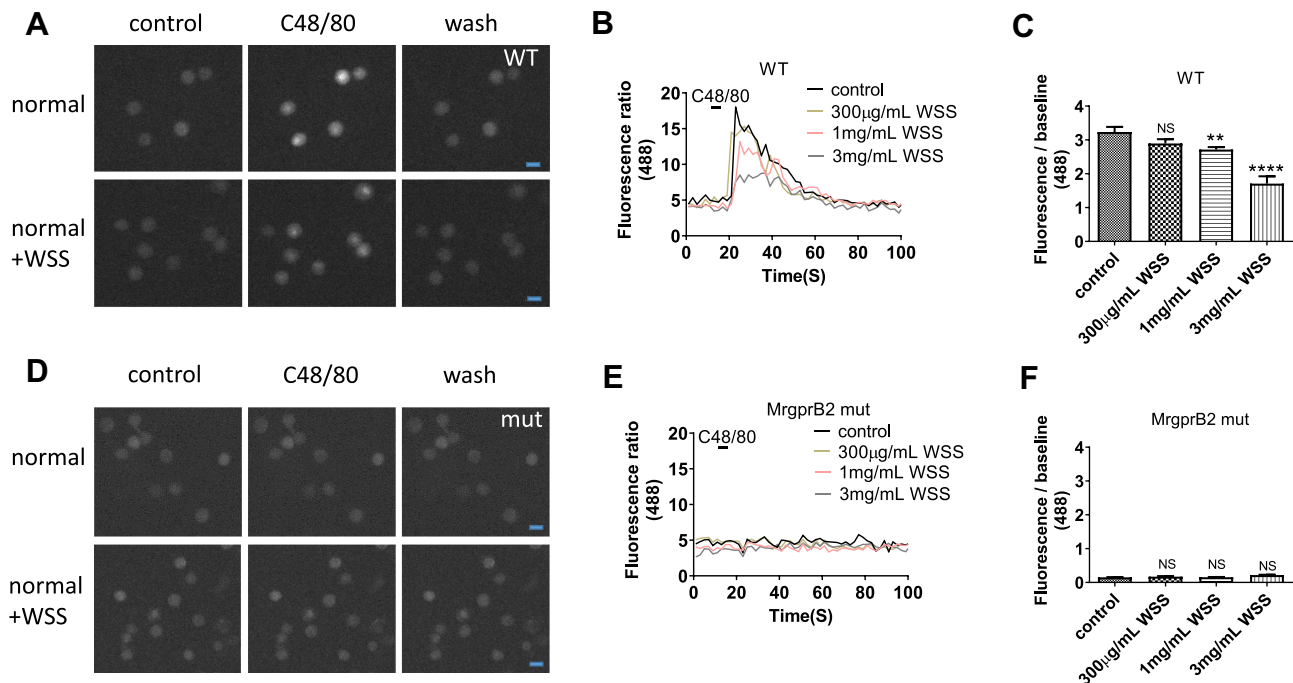 A
control C48/80 wash
normal
WT
normal
+WSS
B
WT
C48/80
control
300μg/mL WSS
1mg/mL WSS
3mg/mL WSS
Fluorescence ratio
(488)
20
15
10
5
0
0 20 40 60 80 100
Time(S)
C
WT
Fluorescence / baseline
(488)
4
3
2
1
0
NS
**
****
control
300μg/mL WSS
1mg/mL WSS
3mg/mL WSS
D
control C48/80 wash
normal
mut
normal
+WSS
E
MrgprB2 mut
C48/80
control
300μg/mL WSS
1mg/mL WSS
3mg/mL WSS
Fluorescence ratio
(488)
20
15
10
5
0
0 20 40 60 80 100
Time(S)
F
MrgprB2 mut
Fluorescence / baseline
(488)
4
3
2
1
0
NS NS NS
control
300μg/mL WSS
1mg/mL WSS
3mg/mL WSS